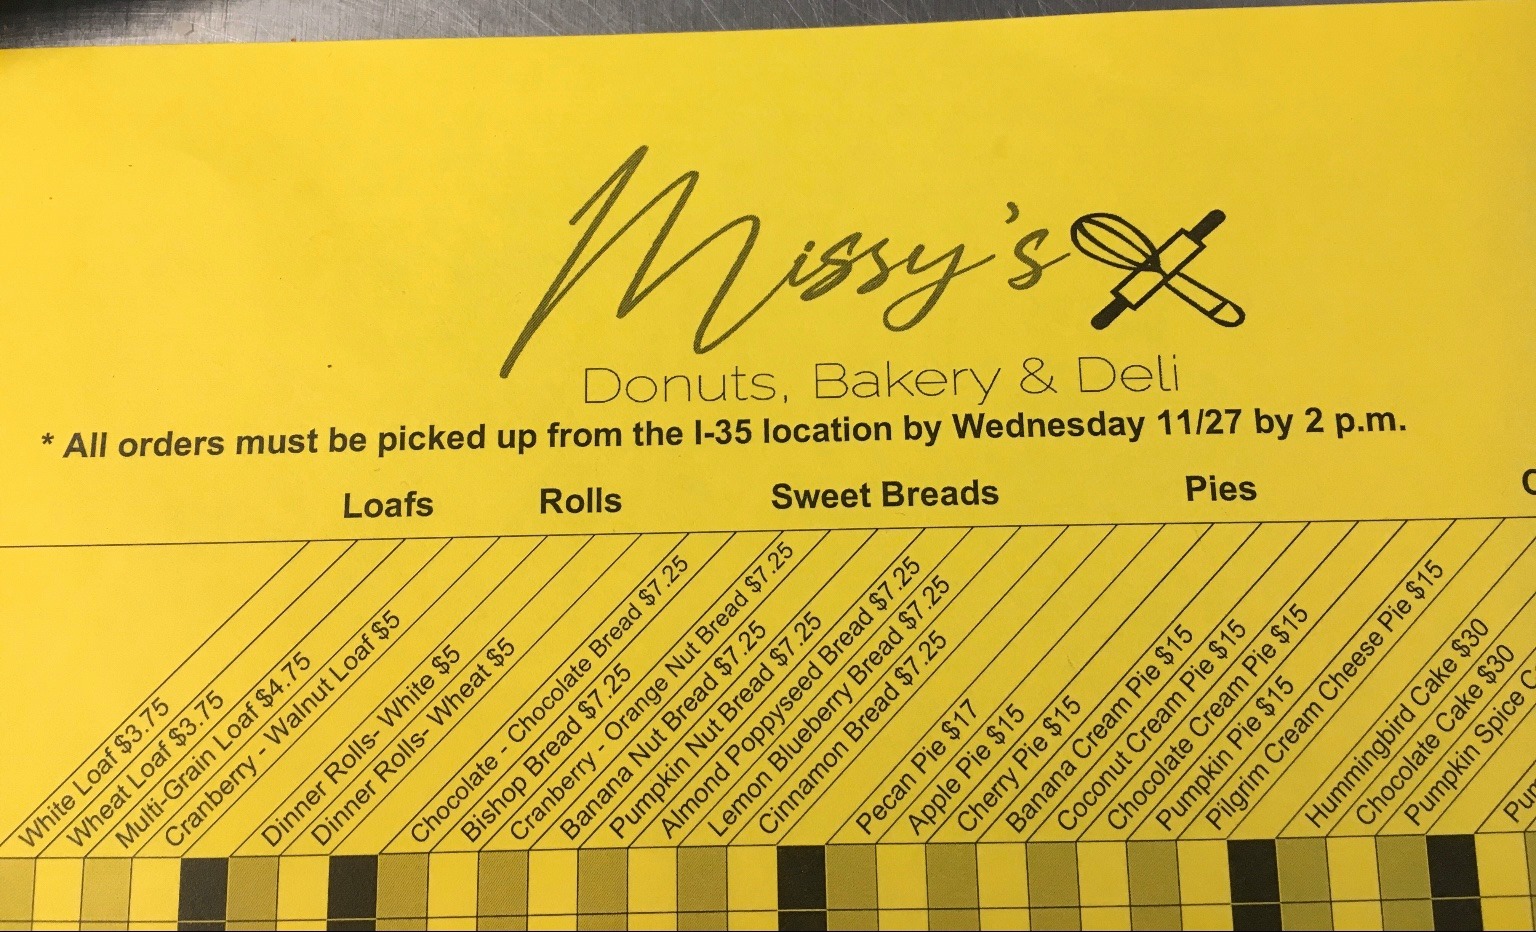 Missy's
Donuts, Bakery & Deli
* All orders must be picked up from the I-35 location by Wednesday 11/27 by 2 p.m.
Loafs Rolls Sweet Breads Pies
White Loaf $3.75
Wheat Loaf $3.75
Multi-Grain Loaf $4.75
Cranberry - Walnut Loaf $5
Dinner Rolls- White $5
Dinner Rolls- Wheat $5
Chocolate - Chocolate Bread $7.25
Bishop Bread $7.25
Cranberry - Orange Nut Bread $7.25
Banana Nut Bread $7.25
Pumpkin Nut Bread $7.25
Almond Poppyseed Bread $7.25
Lemon Blueberry Bread $7.25
Cinnamon Bread $7.25
Pecan Pie $17
Apple Pie $15
Cherry Pie $15
Banana Cream Pie $15
Coconut Cream Pie $15
Chocolate Cream Pie $15
Pumpkin Pie $15
Pilgrim Cream Cheese Pie $15
Hummingbird Cake $30
Chocolate Cake $30
Pumpkin Spice